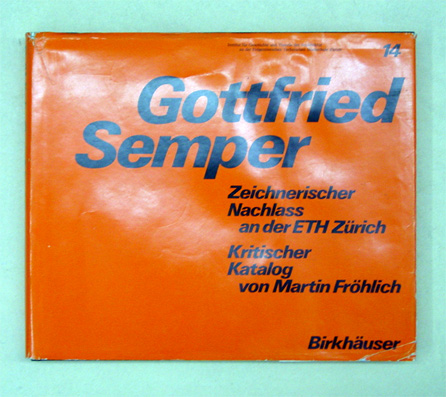 14
Gottfried
Semper
Zeichnerischer
Nachlass
an der ETH Zürich
Kritischer
Katalog
von Martin Fröhlich
Birkhäuser